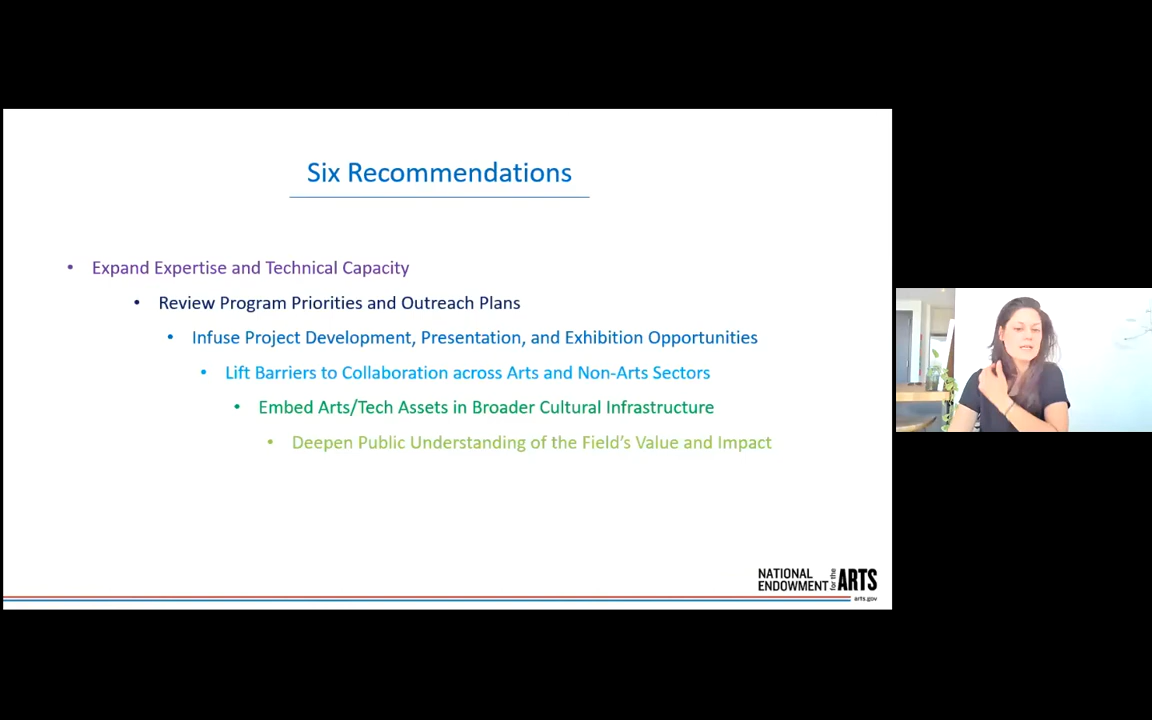 Six Recommendations
• Expand Expertise and Technical Capacity
• Review Program Priorities and Outreach Plans
• Infuse Project Development, Presentation, and Exhibition Opportunities
• Lift Barriers to Collaboration across Arts and Non-Arts Sectors
• Embed Arts/Tech Assets in Broader Cultural Infrastructure
• Deepen Public Understanding of the Field's Value and Impact
NATIONAL ENDOWMENT for the ARTS
arts.gov